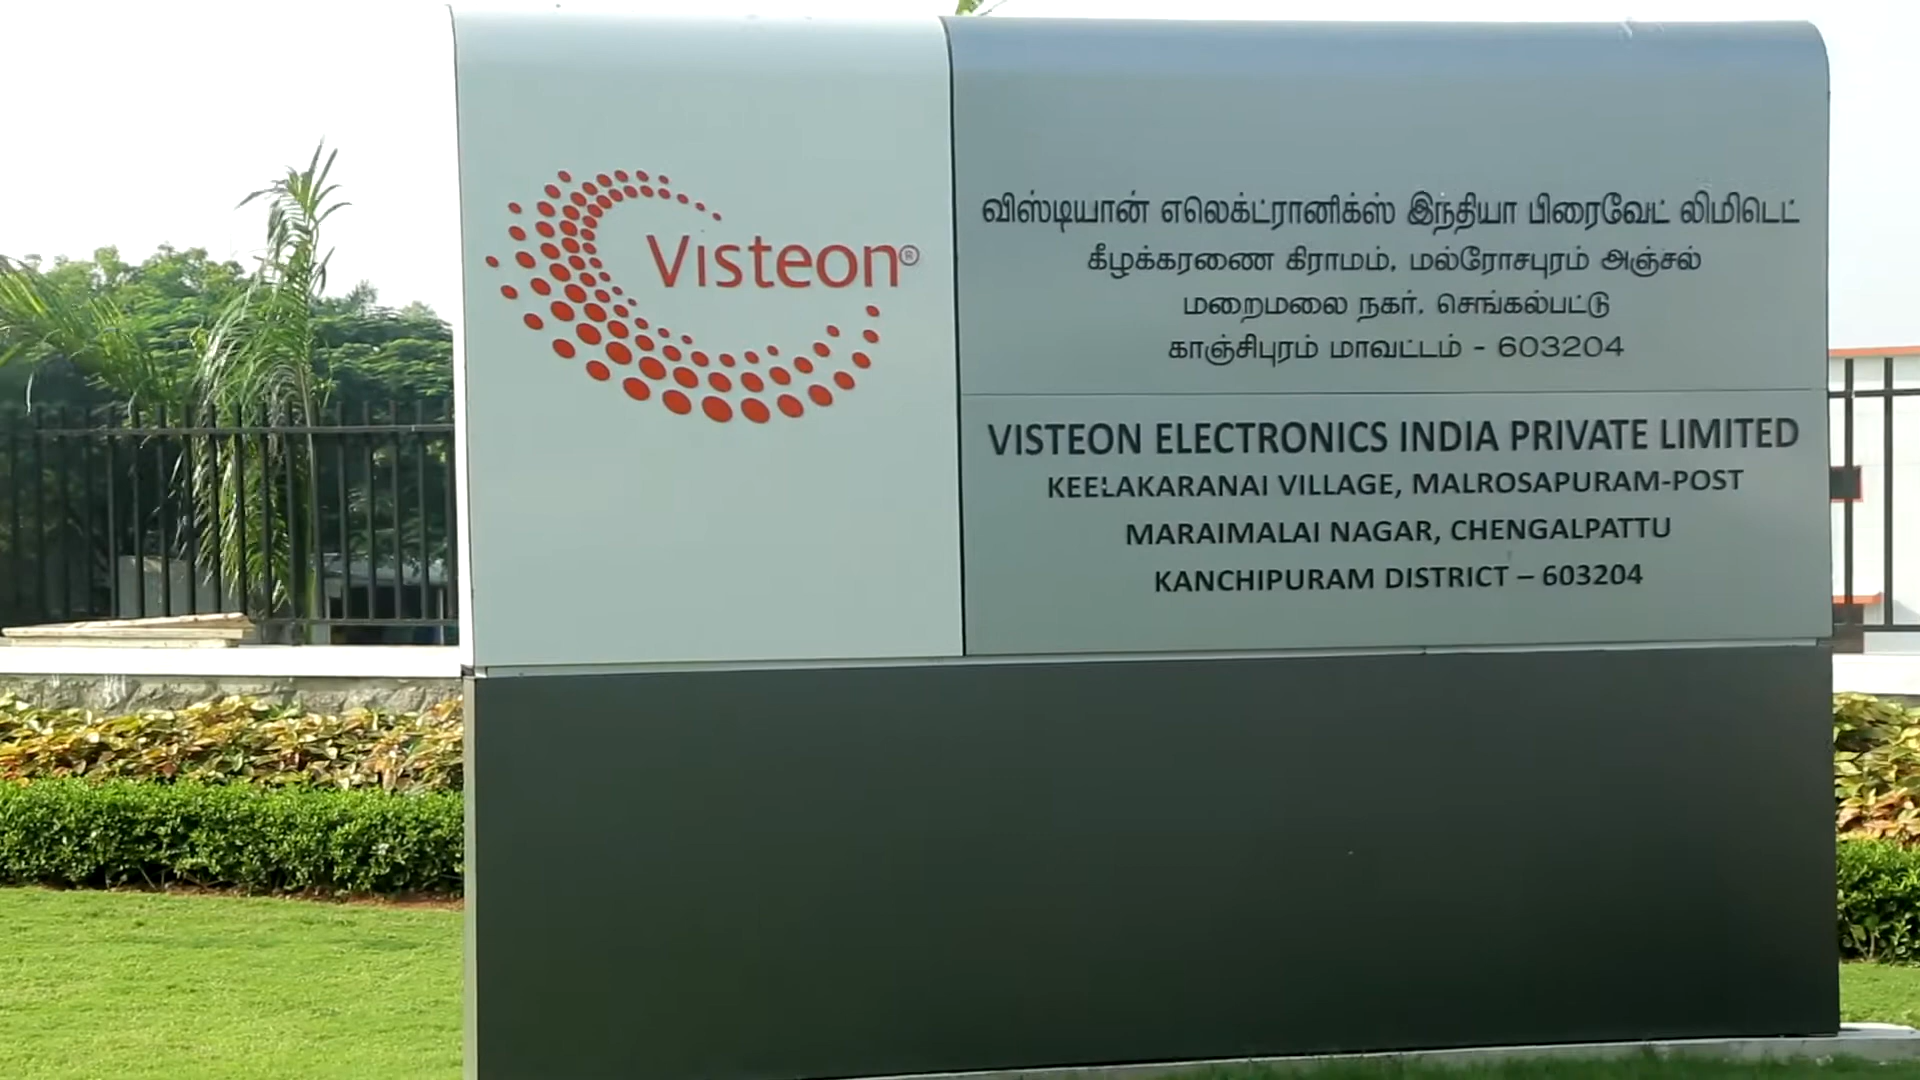 Visteon®
விஸ்டியான் எலெக்ட்ரானிக்ஸ் இந்தியா பிரைவேட் லிமிடெட்
கீழக்கரணை கிராமம், மல்ரோசபுரம் அஞ்சல்
மறைமலை நகர், செங்கல்பட்டு
காஞ்சிபுரம் மாவட்டம் - 603204
VISTEON ELECTRONICS INDIA PRIVATE LIMITED
KEELAKARANAI VILLAGE, MALROSAPURAM-POST
MARAIMALAI NAGAR, CHENGALPATTU
KANCHIPURAM DISTRICT – 603204